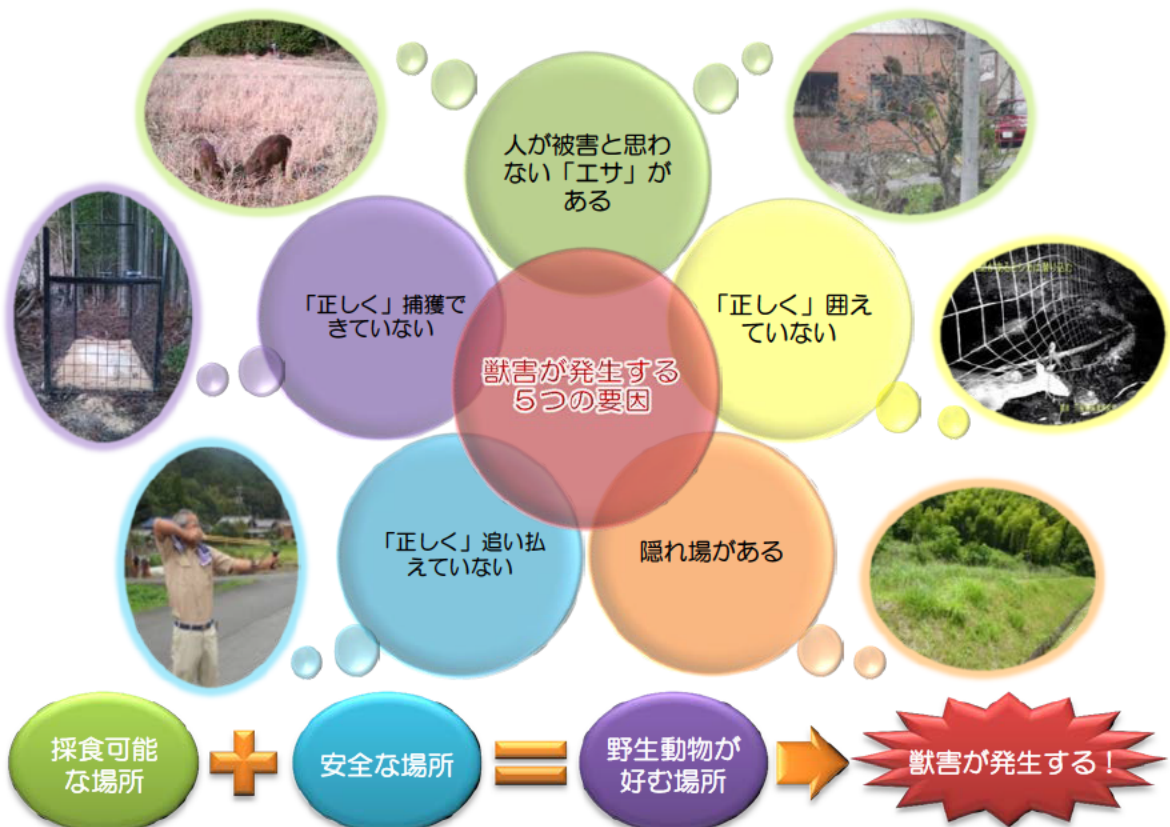 人が被害と思わ
ない「エサ」が
ある
「正しく」捕獲で
きていない
「正しく」囲え
ていない
獣害が発生する
５つの要因
「正しく」追い払
えていない
隠れ場がある
採食可能
な場所
安全な場所
野生動物が
好む場所
獣害が発生する！